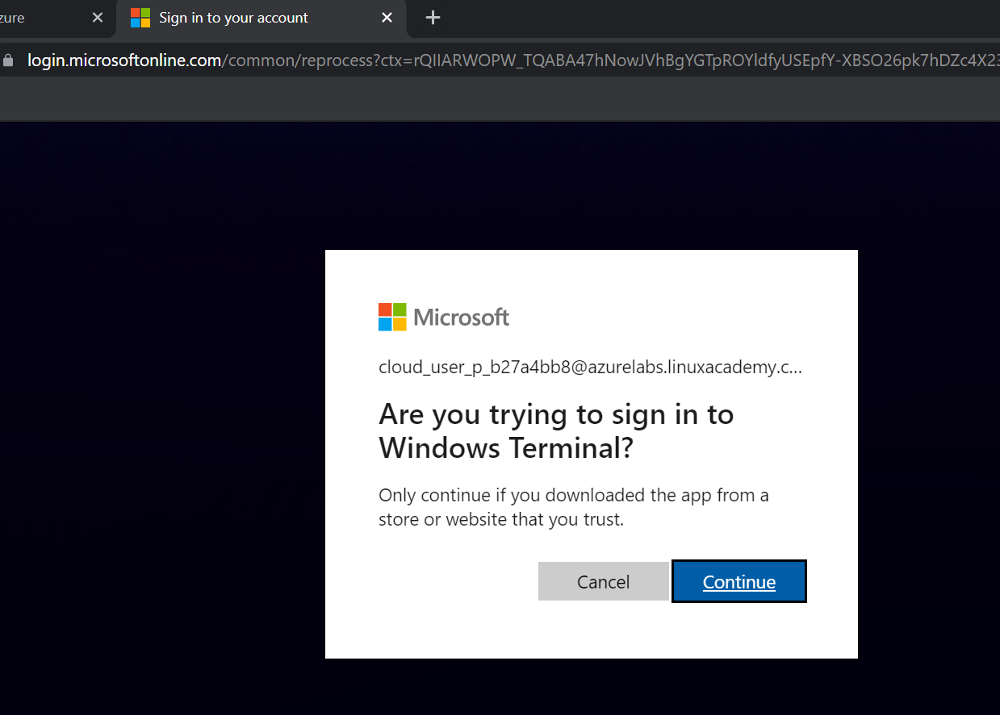 zure
Sign in to your account
login.microsoftonline.com/common/reprocess?ctx=rQIIARWOPW_TQABA47hNowJVhBgYGTpROYldfyUSEpfY-XBSO26pk7hDZc4X23
Microsoft
cloud_user_p_b27a4bb8@azurelabs.linuxacademy.c...
Are you trying to sign in to
Windows Terminal?
Only continue if you downloaded the app from a
store or website that you trust.
Cancel
Continue